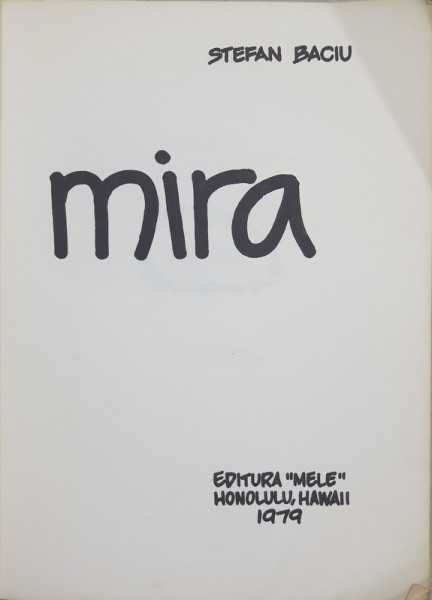 STEFAN BACIU
mira
EDITURA "MELE"
HONOLULU, HAWAII
1979